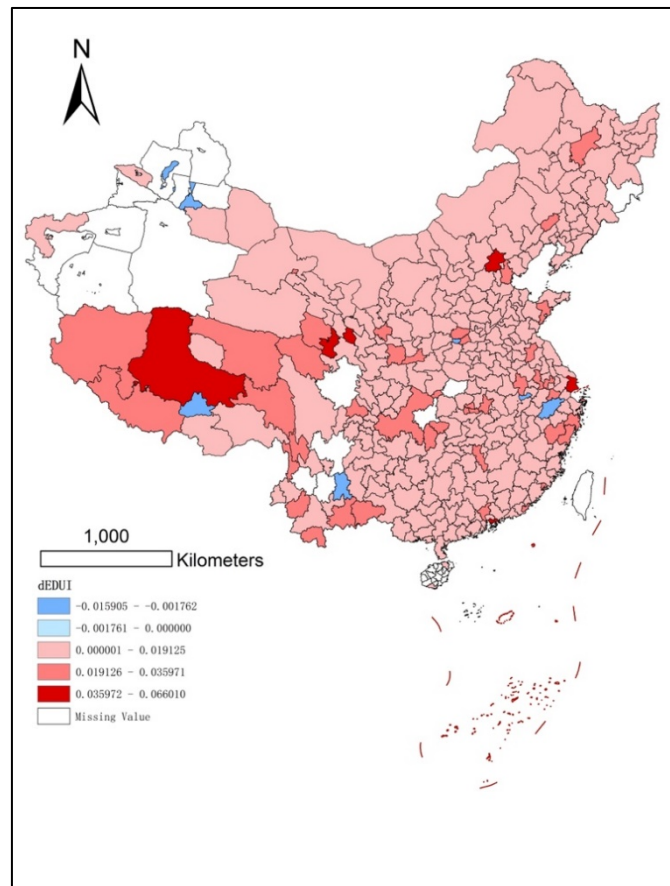 N
1,000
Kilometers
dEDUI
-0.015905 - -0.001762
-0.001761 - 0.000000
0.000001 - 0.019125
0.019126 - 0.035971
0.035972 - 0.066010
Missing Value